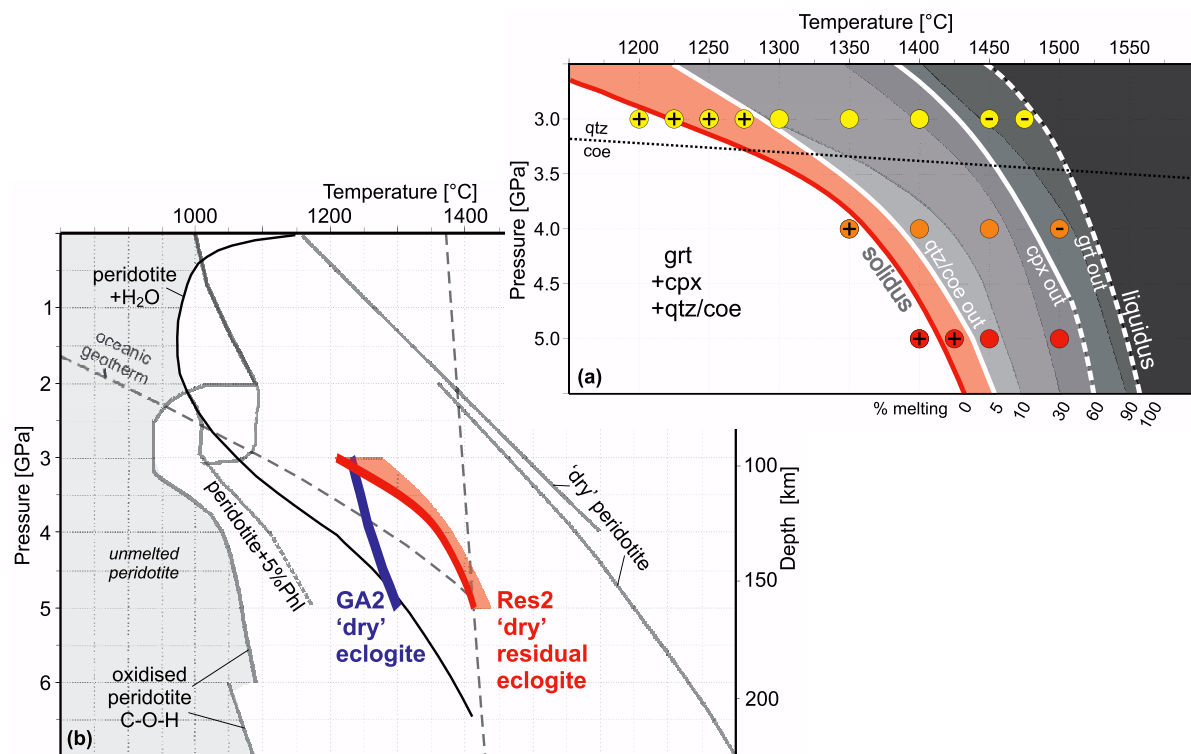 Temperature [°C]
1200 1250 1300 1350 1400 1450 1500 1550
Pressure [GPa]
3.0
3.5
4.0
4.5
5.0
qtz
coe
grt
+cpx
+qtz/coe
solidus
qtz/coe out
cpx out
grt out
liquidus
(a)
% melting 0 5 10 30 60 90 100
Temperature [°C]
1000 1200 1400
Pressure [GPa]
1
2
3
4
5
6
peridotite
+H₂O
oceanic
geotherm
peridotite+5%Phl
unmelted
peridotite
'dry' peridotite
GA2
'dry'
eclogite
Res2
'dry'
residual
eclogite
oxidised
peridotite
C-O-H
(b)
100
150
200
Depth [km]